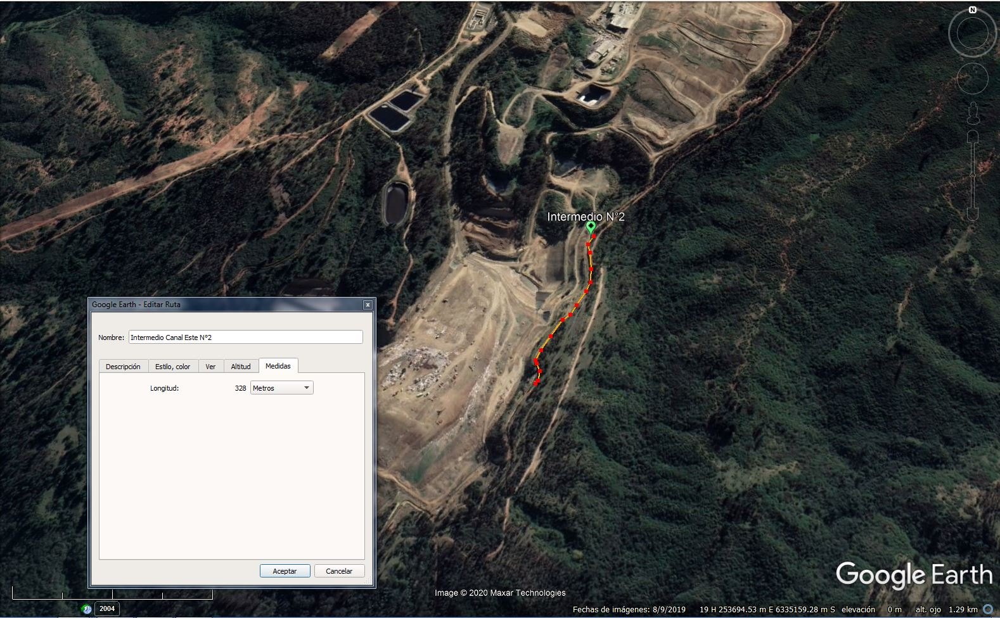 N
Intermedio N°2
Google Earth - Editar Ruta
Nombre: Intermedio Canal Este N°2
Descripción Estilo, color Ver Altitud Medidas
Longitud: 328 Metros
Aceptar Cancelar
Google Earth
Image © 2020 Maxar Technologies
2004
Fechas de imágenes: 8/9/2019 19 H 253694.53 m E 6335159.28 m S elevación 0 m alt. ojo 1.29 km